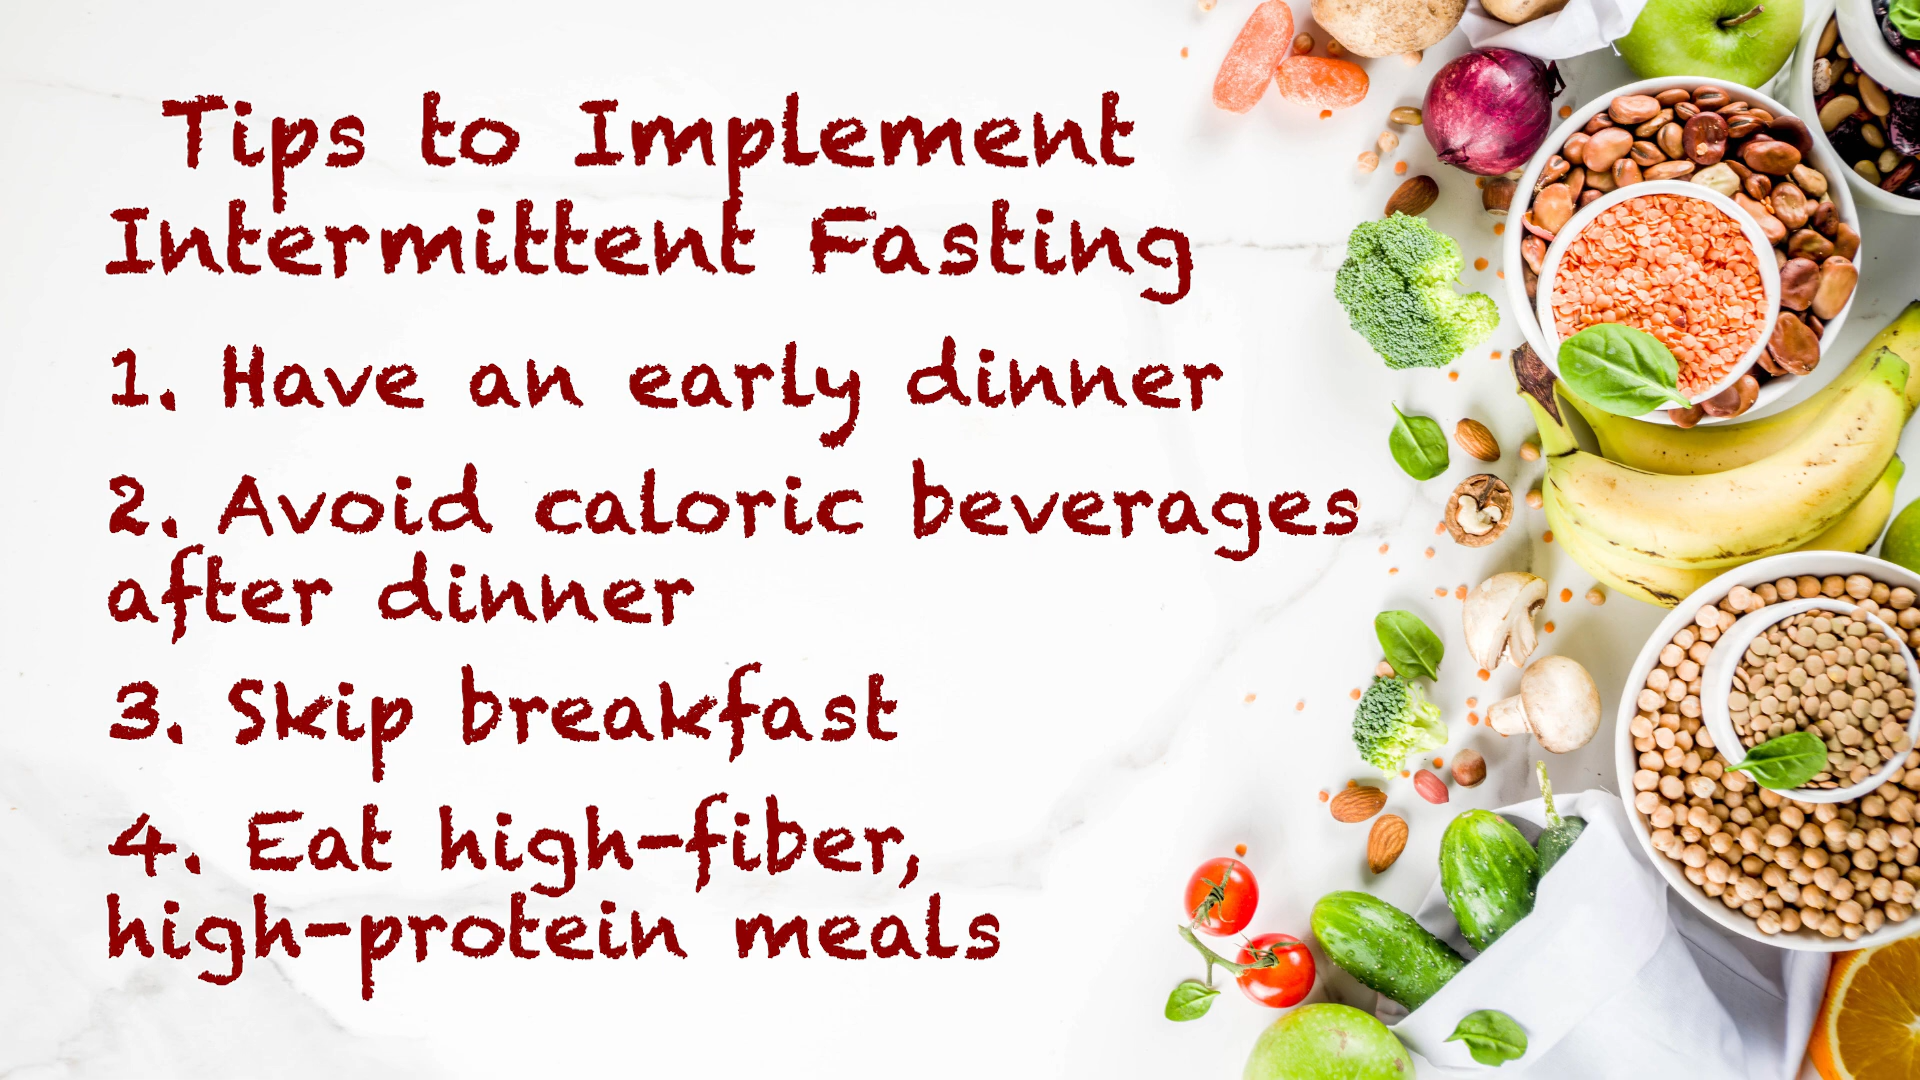 Tips to Implement
Intermittent Fasting
1. Have an early dinner
2. Avoid caloric beverages
after dinner
3. Skip breakfast
4. Eat high-fiber,
high-protein meals